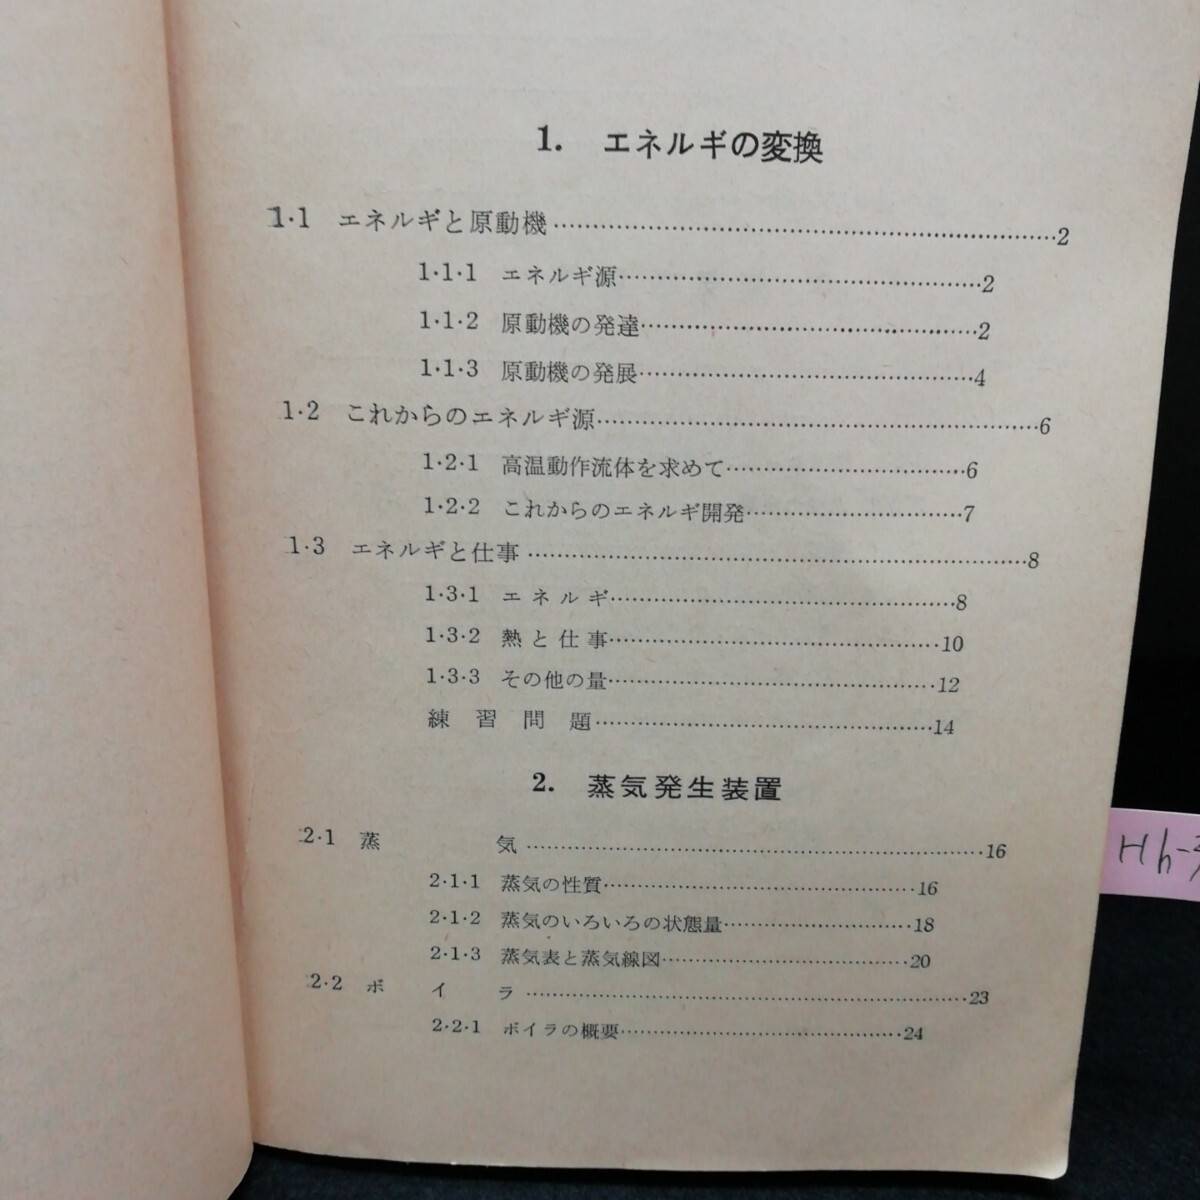 1. エネルギの変換
1·1 エネルギと原動機……………………………………………2
1·1·1 エネルギ源……………………………………2
1·1·2 原動機の発達…………………………………2
1·1·3 原動機の発展…………………………………4
1·2 これからのエネルギ源………………………………………6
1·2·1 高温動作流体を求めて………………………6
1·2·2 これからのエネルギ開発……………………7
1·3 エネルギと仕事………………………………………………8
1·3·1 エネルギ………………………………………8
1·3·2 熱と仕事………………………………………10
1·3·3 その他の量……………………………………12
練習問題……………………………………14
2. 蒸気発生装置
2·1 蒸気……………………………………………16
2·1·1 蒸気の性質……………………………………16
2·1·2 蒸気のいろいろの状態量……………………18
2·1·3 蒸気表と蒸気線図……………………………20
2·2 ボイラ……………………………………………23
2·2·1 ボイラの概要…………………………………24